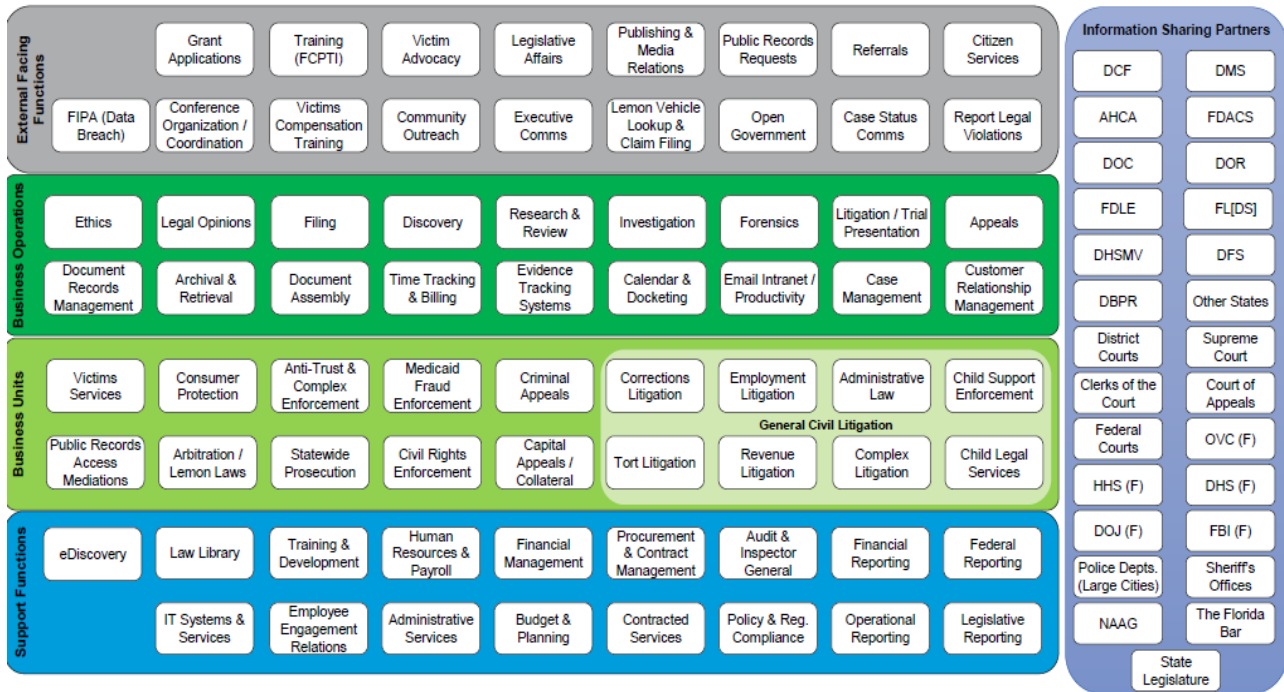 External Facing
Functions
Grant
Applications
Training
(FCPTI)
Victim
Advocacy
Legislative
Affairs
Publishing &
Media
Relations
Public Records
Requests
Referrals
Citizen
Services
FIPA (Data
Breach)
Conference
Organization /
Coordination
Victims
Compensation
Training
Community
Outreach
Executive
Comms
Lemon Vehicle
Lookup &
Claim Filing
Open
Government
Case Status
Comms
Report Legal
Violations
Business Operations
Ethics
Legal Opinions
Filing
Discovery
Research &
Review
Investigation
Forensics
Litigation / Trial
Presentation
Appeals
Document
Records
Management
Archival &
Retrieval
Document
Assembly
Time Tracking
& Billing
Evidence
Tracking
Systems
Calendar &
Docketing
Email Intranet /
Productivity
Case
Management
Customer
Relationship
Management
Business Units
Victims
Services
Consumer
Protection
Anti-Trust &
Complex
Enforcement
Medicaid
Fraud
Enforcement
Criminal
Appeals
Corrections
Litigation
Employment
Litigation
Administrative
Law
Child Support
Enforcement
General Civil Litigation
Public Records
Access
Mediations
Arbitration /
Lemon Laws
Statewide
Prosecution
Civil Rights
Enforcement
Capital
Appeals /
Collateral
Tort Litigation
Revenue
Litigation
Complex
Litigation
Child Legal
Services
Support Functions
eDiscovery
Law Library
Training &
Development
Human
Resources &
Payroll
Financial
Management
Procurement
& Contract
Management
Audit &
Inspector
General
Financial
Reporting
Federal
Reporting
IT Systems &
Services
Employee
Engagement
Relations
Administrative
Services
Budget &
Planning
Contracted
Services
Policy & Reg.
Compliance
Operational
Reporting
Legislative
Reporting
Information Sharing Partners
DCF
DMS
AHCA
FDACS
DOC
DOR
FDLE
FL[DS]
DHSMV
DFS
DBPR
Other States
District
Courts
Supreme
Court
Clerks of the
Court
Court of
Appeals
Federal
Courts
OVC (F)
HHS (F)
DHS (F)
DOJ (F)
FBI (F)
Police Depts.
(Large Cities)
Sheriff's
Offices
NAAG
The Florida
Bar
State
Legislature